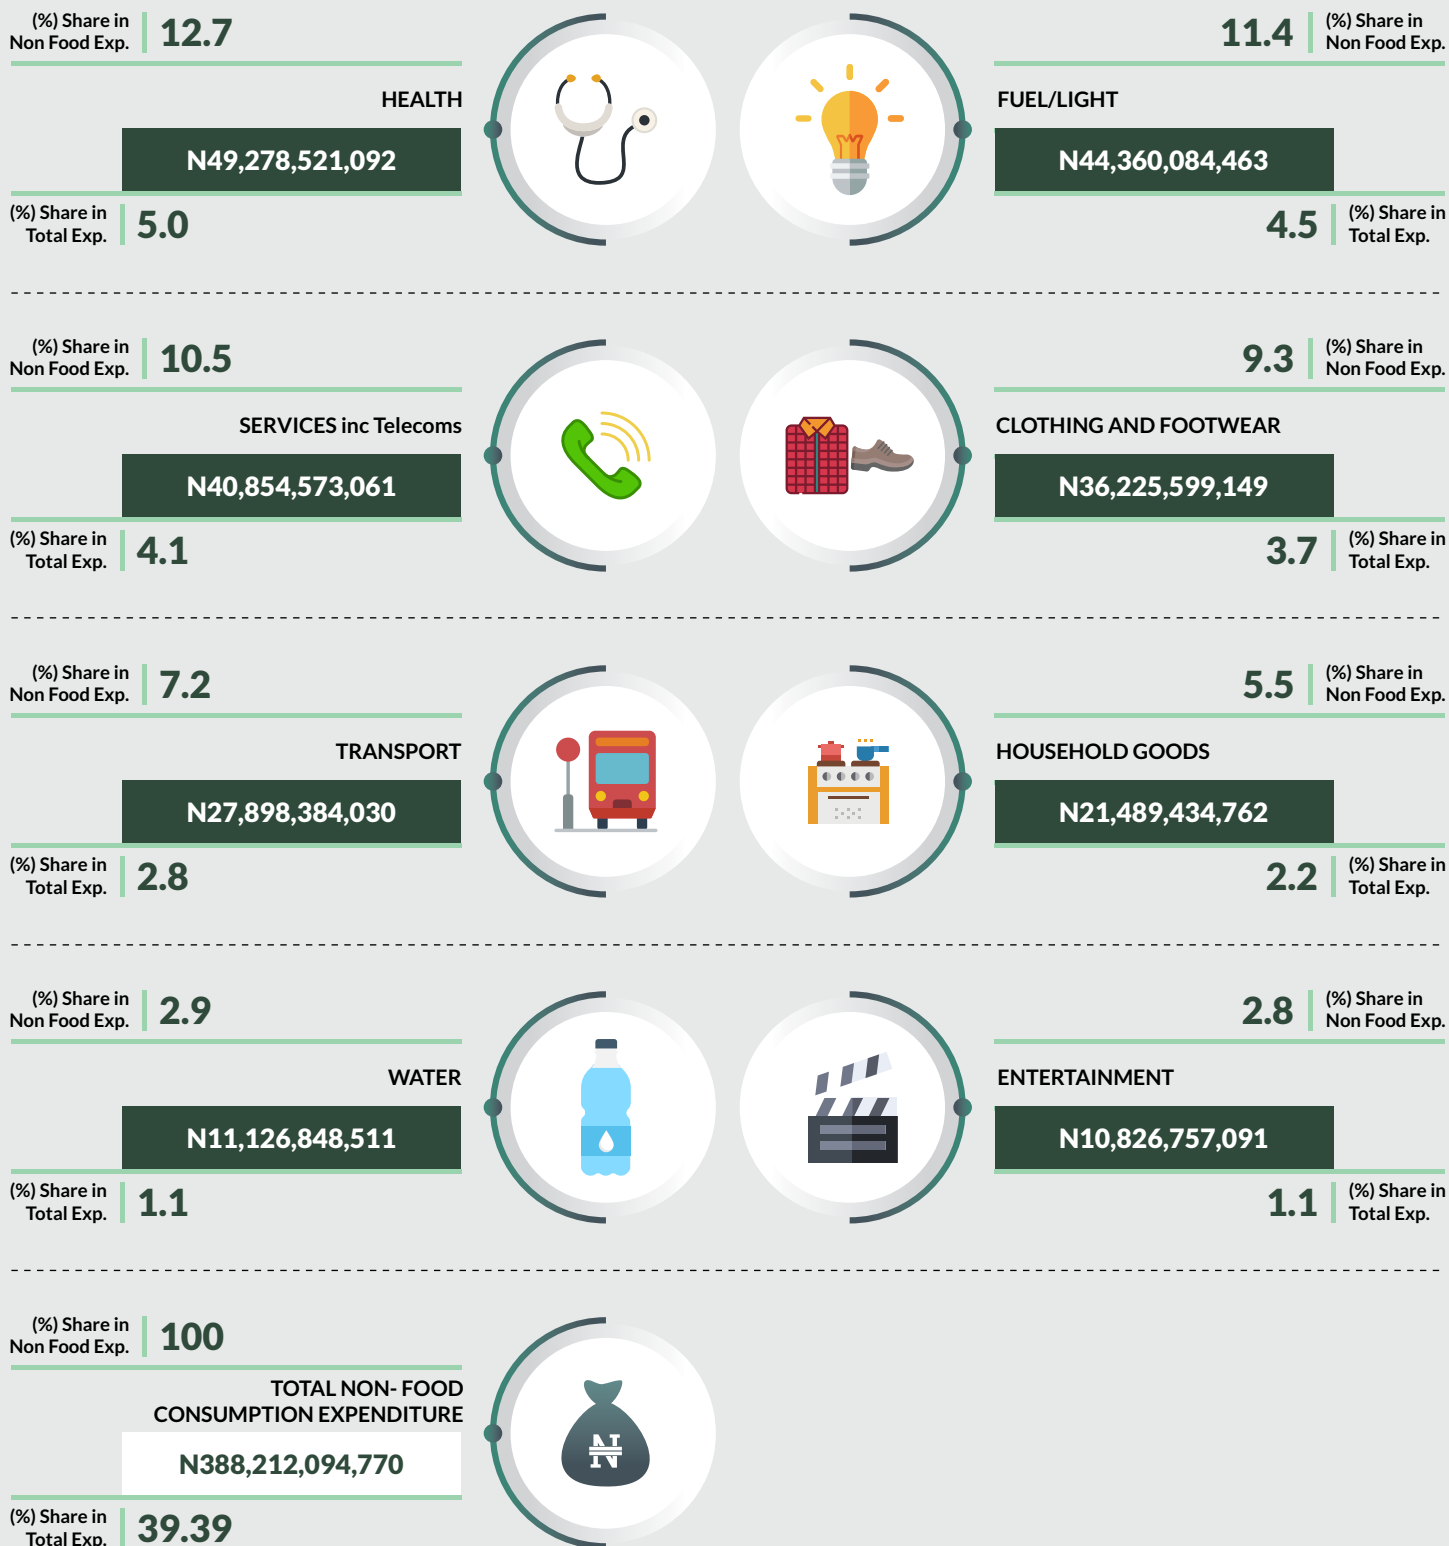 (%) Share in
Non Food Exp.
12.7
HEALTH
N49,278,521,092
(%) Share in
Total Exp.
5.0
11.4
(%) Share in
Non Food Exp.
FUEL/LIGHT
N44,360,084,463
4.5
(%) Share in
Total Exp.
(%) Share in
Non Food Exp.
10.5
SERVICES inc Telecoms
N40,854,573,061
(%) Share in
Total Exp.
4.1
9.3
(%) Share in
Non Food Exp.
CLOTHING AND FOOTWEAR
N36,225,599,149
3.7
(%) Share in
Total Exp.
(%) Share in
Non Food Exp.
7.2
TRANSPORT
N27,898,384,030
(%) Share in
Total Exp.
2.8
5.5
(%) Share in
Non Food Exp.
HOUSEHOLD GOODS
N21,489,434,762
2.2
(%) Share in
Total Exp.
(%) Share in
Non Food Exp.
2.9
WATER
N11,126,848,511
(%) Share in
Total Exp.
1.1
2.8
(%) Share in
Non Food Exp.
ENTERTAINMENT
N10,826,757,091
1.1
(%) Share in
Total Exp.
(%) Share in
Non Food Exp.
100
TOTAL NON- FOOD
CONSUMPTION EXPENDITURE
N388,212,094,770
₦
(%) Share in
Total Exp.
39.39